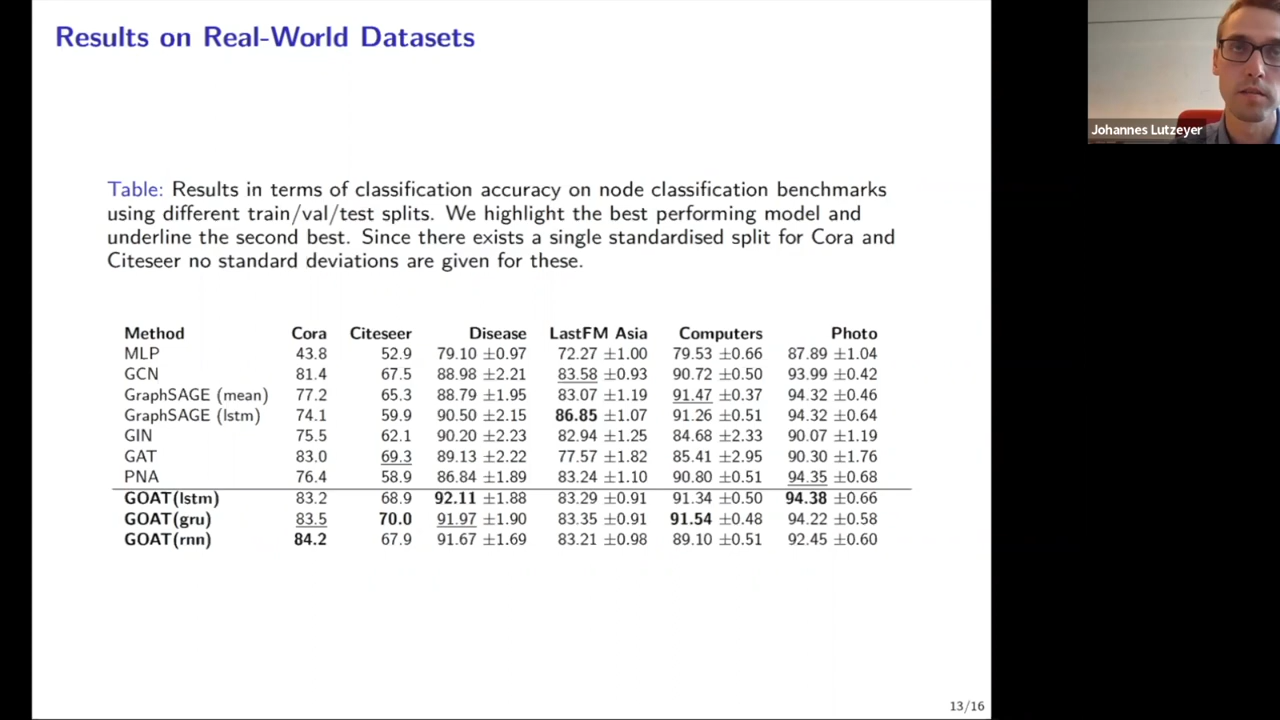 Results on Real-World Datasets
Johannes Lutzeyer
Table: Results in terms of classification accuracy on node classification benchmarks
using different train/val/test splits. We highlight the best performing model and
underline the second best. Since there exists a single standardised split for Cora and
Citeseer no standard deviations are given for these.
Method Cora Citeseer Disease LastFM Asia Computers Photo
MLP 43.8 52.9 79.10 ±0.97 72.27 ±1.00 79.53 ±0.66 87.89 ±1.04
GCN 81.4 67.5 88.98 ±2.21 83.58 ±0.93 90.72 ±0.50 93.99 ±0.42
GraphSAGE (mean) 77.2 65.3 88.79 ±1.95 83.07 ±1.19 91.47 ±0.37 94.32 ±0.46
GraphSAGE (lstm) 74.1 59.9 90.50 ±2.15 86.85 ±1.07 91.26 ±0.51 94.32 ±0.64
GIN 75.5 62.1 90.20 ±2.23 82.94 ±1.25 84.68 ±2.33 90.07 ±1.19
GAT 83.0 69.3 89.13 ±2.22 77.57 ±1.82 85.41 ±2.95 90.30 ±1.76
PNA 76.4 58.9 86.84 ±1.89 83.24 ±1.10 90.80 ±0.51 94.35 ±0.68
GOAT(lstm) 83.2 68.9 92.11 ±1.88 83.29 ±0.91 91.34 ±0.50 94.38 ±0.66
GOAT(gru) 83.5 70.0 91.97 ±1.90 83.35 ±0.91 91.54 ±0.48 94.22 ±0.58
GOAT(rnn) 84.2 67.9 91.67 ±1.69 83.21 ±0.98 89.10 ±0.51 92.45 ±0.60
13/16